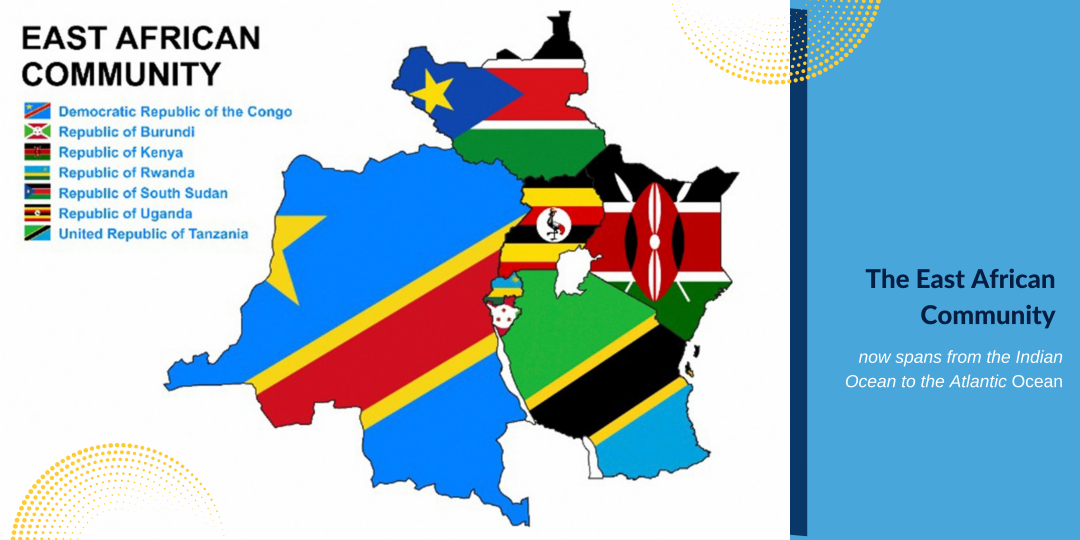 EAST AFRICAN
COMMUNITY
Democratic Republic of the Congo
Republic of Burundi
Republic of Kenya
Republic of Rwanda
Republic of South Sudan
Republic of Uganda
United Republic of Tanzania
The East African
Community
now spans from the Indian
Ocean to the Atlantic Ocean